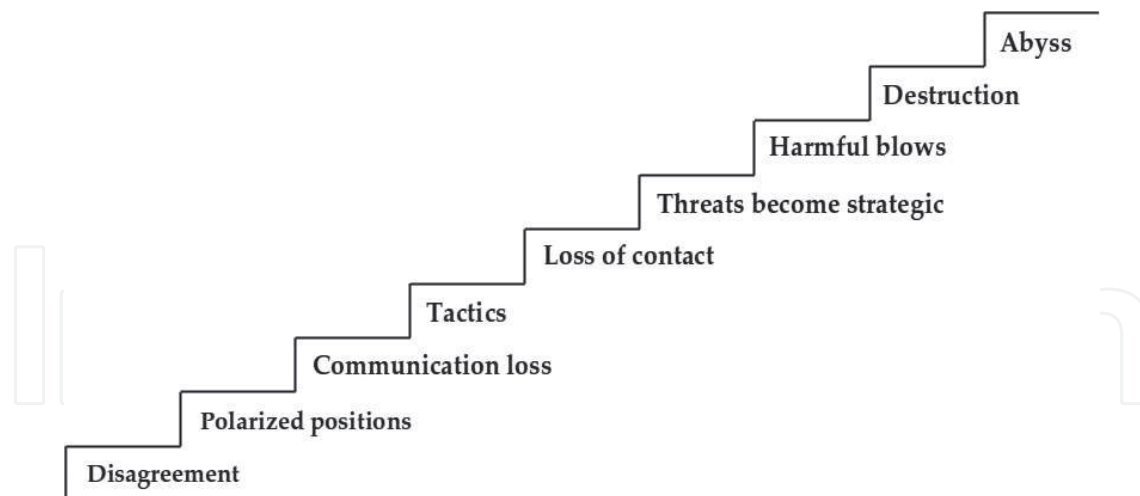 Abyss
Destruction
Harmful blows
Threats become strategic
Loss of contact
Tactics
Communication loss
Polarized positions
Disagreement